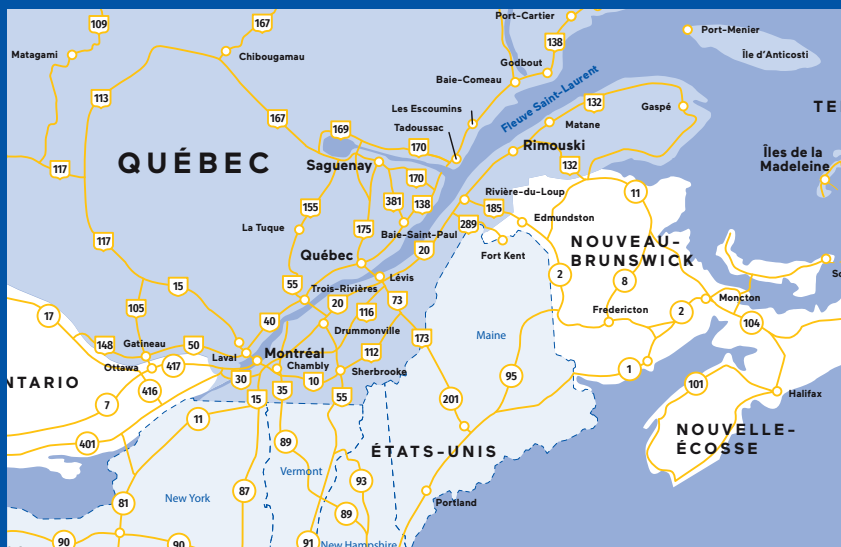 109
167
Port-Cartier
138
Port-Menier
Île d'Anticosti
Matagami
Chibougamau
Godbout
Baie-Comeau
113
167
Les Escoumins
Tadoussac
Fleuve Saint-Laurent
132
Gaspé
Matane
169
170
Rimouski
132
117
QUÉBEC
Saguenay
170
Îles de la
Madeleine
155
381
138
Rivière-du-Loup
185
11
La Tuque
175
Baie-Saint-Paul
289
Edmundston
117
Québec
20
Fort Kent
NOUVEAU-
BRUNSWICK
15
55
Lévis
2
8
Trois-Rivières
20
73
Moncton
105
116
Fredericton
2
17
40
Drummonville
173
Maine
104
148
Gatineau
50
Laval
Montréal
112
Ottawa
417
Chambly
Sherbrooke
1
NTARIO
416
30
15
35
10
55
95
101
7
11
201
Halifax
401
89
ÉTATS-UNIS
NOUVELLE-
ÉCOSSE
Vermont
93
81
New York
87
89
Portland
90
90
91
New Hampshire